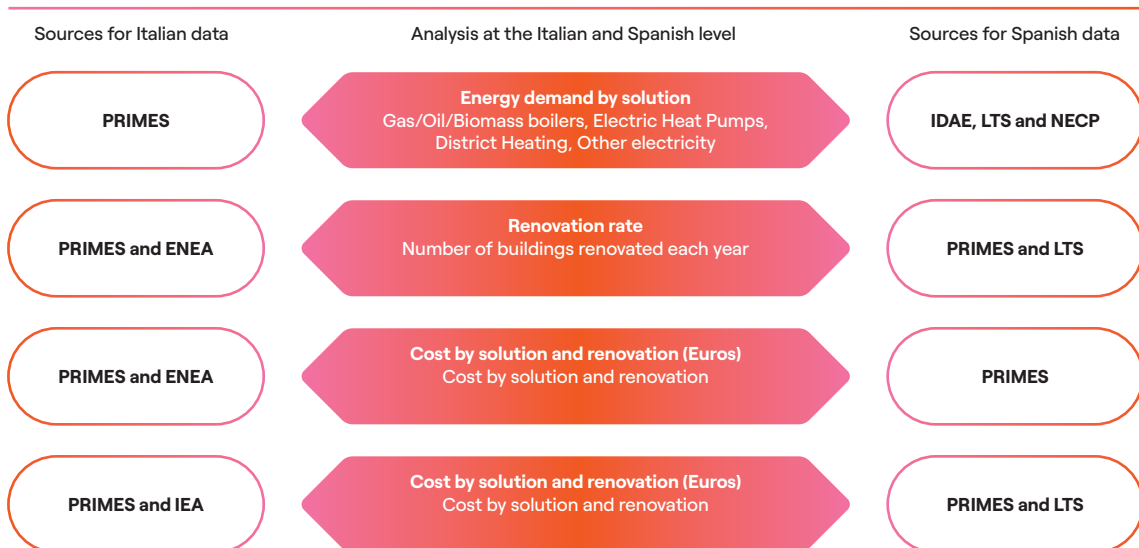 Sources for Italian data
Analysis at the Italian and Spanish level
Sources for Spanish data
PRIMES
Energy demand by solution
Gas/Oil/Biomass boilers, Electric Heat Pumps,
District Heating, Other electricity
IDAE, LTS and NECP
PRIMES and ENEA
Renovation rate
Number of buildings renovated each year
PRIMES and LTS
PRIMES and ENEA
Cost by solution and renovation (Euros)
Cost by solution and renovation
PRIMES
PRIMES and IEA
Cost by solution and renovation (Euros)
Cost by solution and renovation
PRIMES and LTS